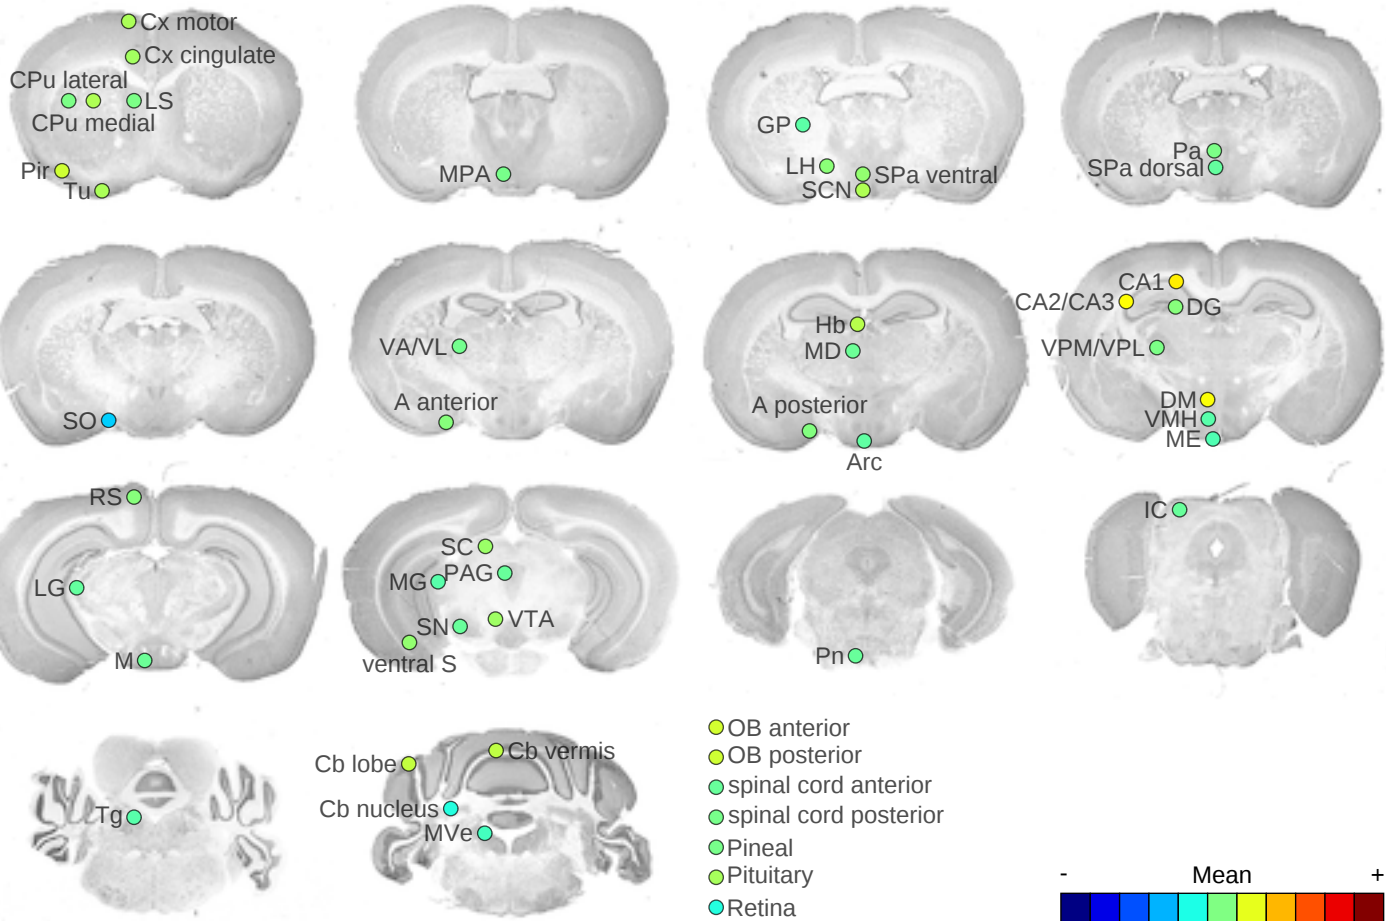 Cx motor
Cx cingulate
CPu lateral
LS
CPu medial
Pir
Tu
MPA
GP
LH
SPa ventral
SCN
Pa
SPa dorsal
SO
VA/VL
A anterior
Hb
MD
A posterior
Arc
CA1
CA2/CA3
DG
VPM/VPL
DM
VMH
ME
RS
LG
M
SC
MG
PAG
SN
VTA
ventral S
Pn
IC
Tg
Cb lobe
Cb vermis
Cb nucleus
MVe
OB anterior
OB posterior
spinal cord anterior
spinal cord posterior
Pineal
Pituitary
Retina
- Mean +